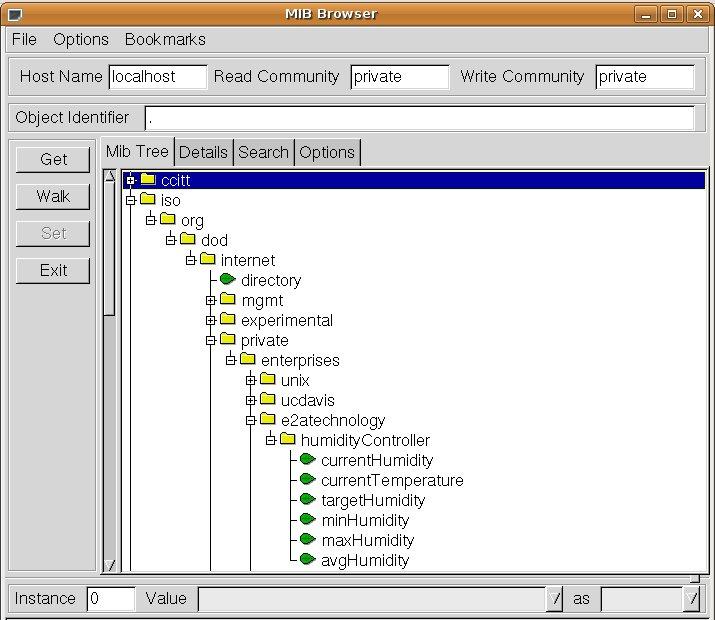 MIB Browser
File Options Bookmarks
Host Name localhost Read Community private Write Community private
Object Identifier .
Mib Tree Details Search Options
Get
Walk
Set
Exit
ccitt
iso
org
dod
internet
directory
mgmt
experimental
private
enterprises
unix
ucdavis
e2atechnology
humidityController
currentHumidity
currentTemperature
targetHumidity
minHumidity
maxHumidity
avgHumidity
Instance 0 Value as